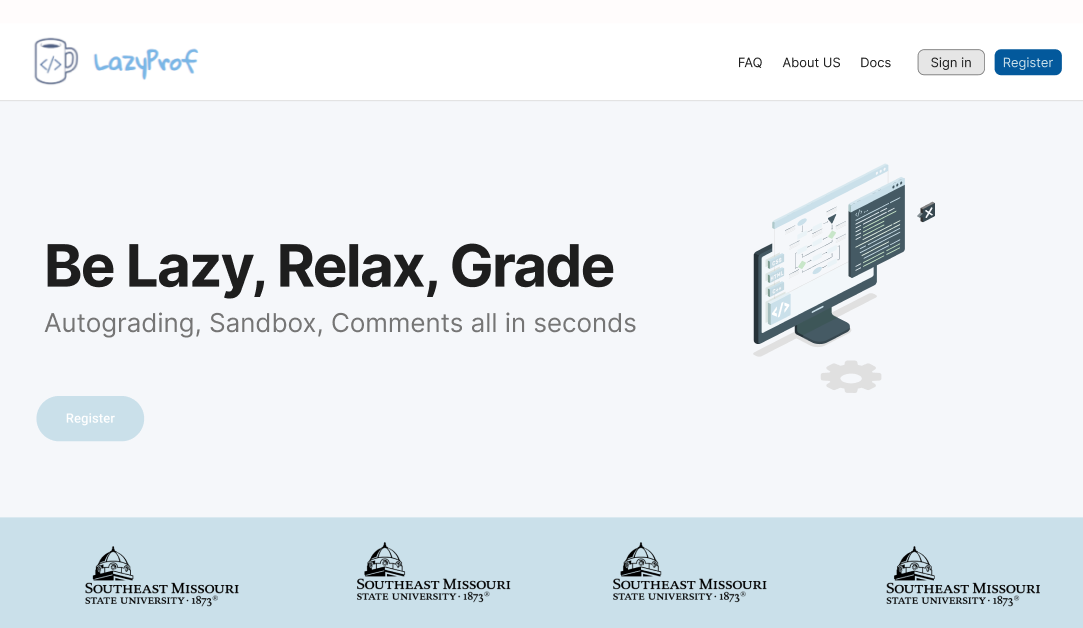 LazyProf
FAQ About US Docs Sign in Register
Be Lazy, Relax, Grade
Autograding, Sandbox, Comments all in seconds
</>
Register
SOUTHEAST MISSOURI
STATE UNIVERSITY · 1873®
SOUTHEAST MISSOURI
STATE UNIVERSITY · 1873®
SOUTHEAST MISSOURI
STATE UNIVERSITY · 1873®
SOUTHEAST MISSOURI
STATE UNIVERSITY · 1873®